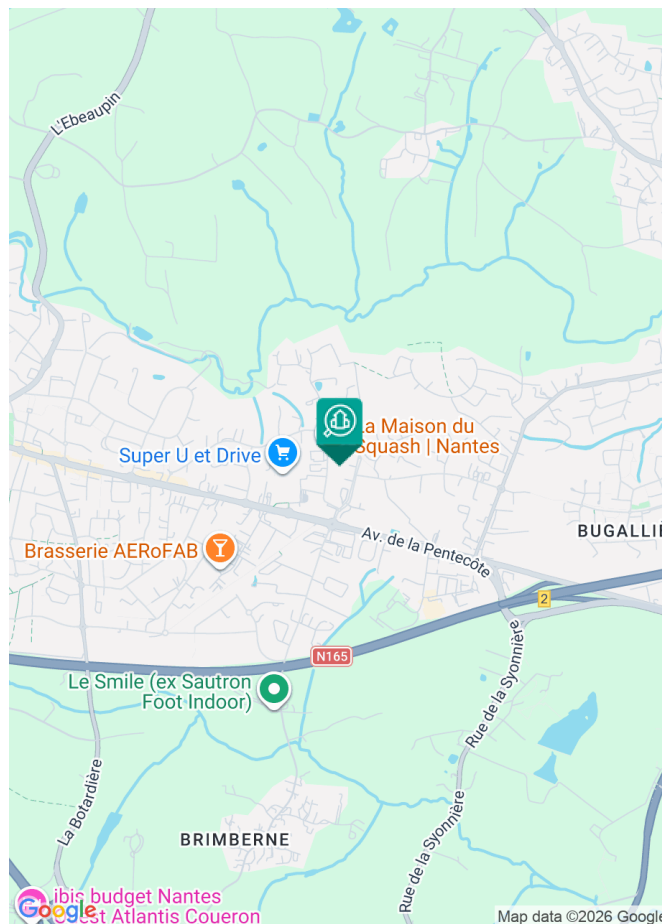 L'Ebeaupin
La Maison du
Squash | Nantes
Super U et Drive
BUGALLIE
Av. de la Pentecôte
Brasserie AERoFAB
2
N165
Le Smile (ex Sautron
Foot Indoor)
Rue de la Syonnière
La Botardière
BRIMBERNE
Rue de la Syonnière
ibis budget Nantes
Ouest Atlantis Coueron
Google
Map data ©2026 Google